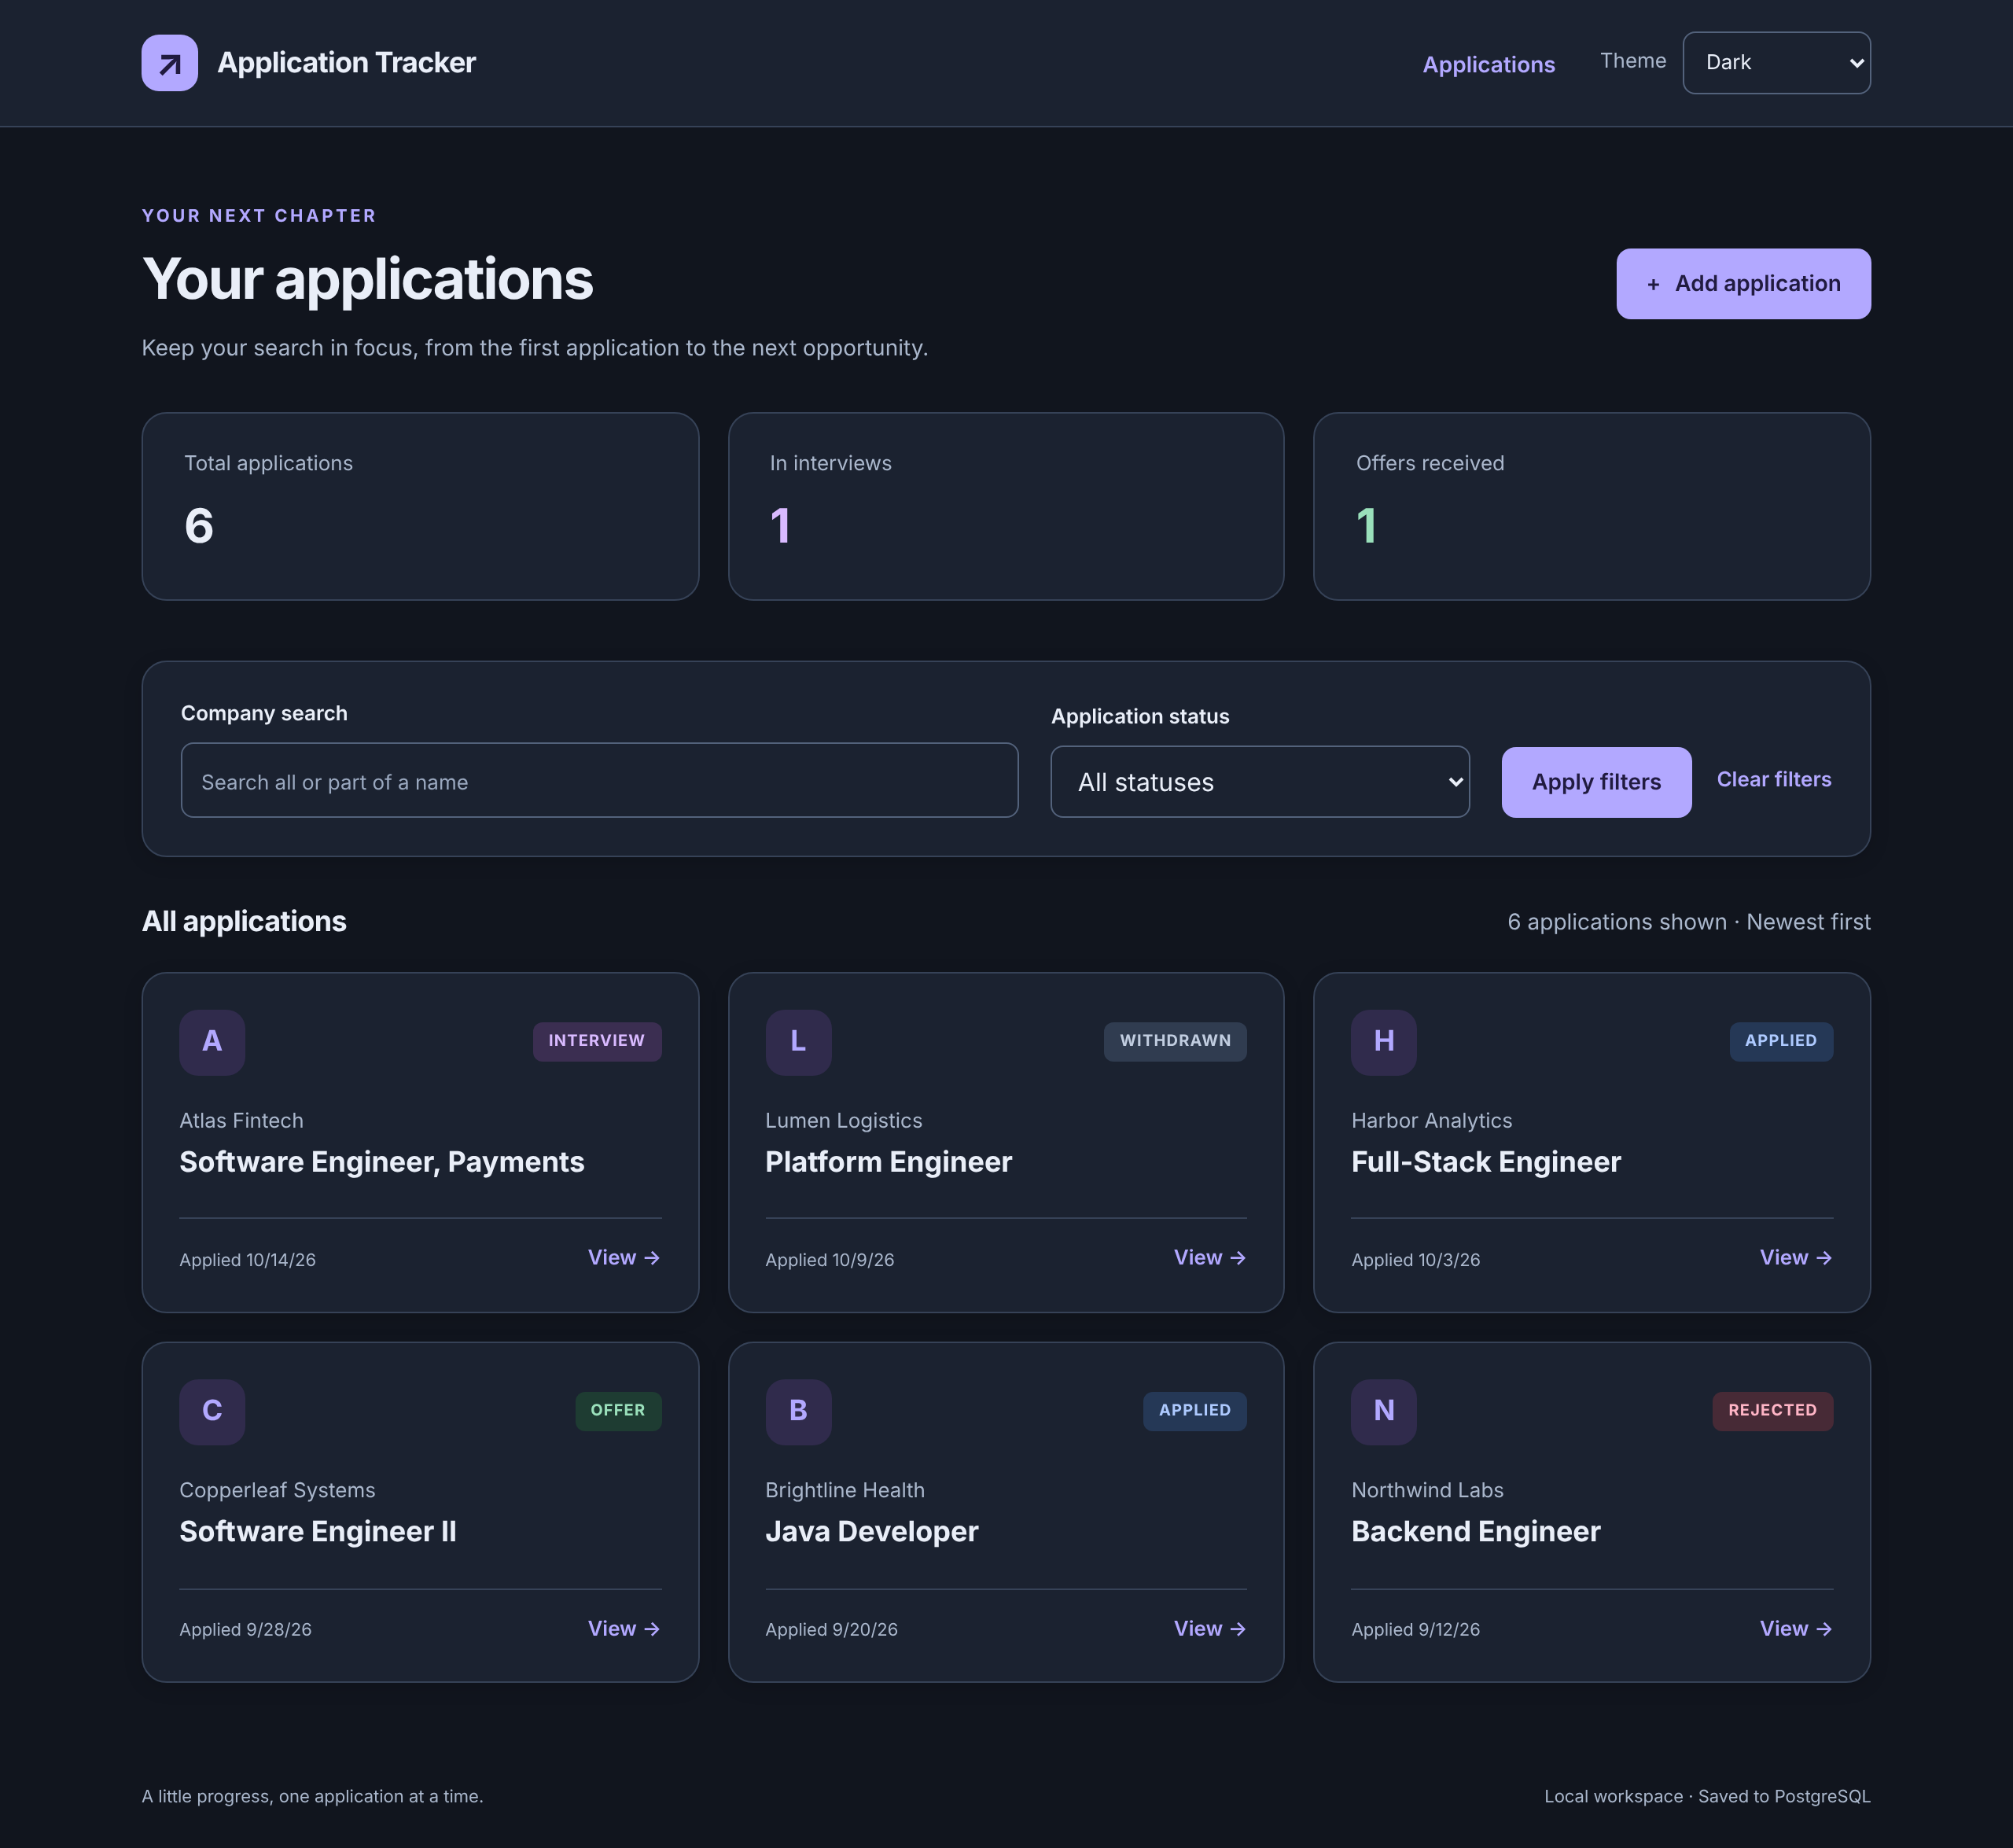 Application Tracker
Applications
Theme
Dark
YOUR NEXT CHAPTER
Your applications
+ Add application
Keep your search in focus, from the first application to the next opportunity.
Total applications
6
In interviews
1
Offers received
1
Company search
Search all or part of a name
Application status
All statuses
Apply filters
Clear filters
All applications
6 applications shown · Newest first
A
INTERVIEW
Atlas Fintech
Software Engineer, Payments
Applied 10/14/26
View →
L
WITHDRAWN
Lumen Logistics
Platform Engineer
Applied 10/9/26
View →
H
APPLIED
Harbor Analytics
Full-Stack Engineer
Applied 10/3/26
View →
C
OFFER
Copperleaf Systems
Software Engineer II
Applied 9/28/26
View →
B
APPLIED
Brightline Health
Java Developer
Applied 9/20/26
View →
N
REJECTED
Northwind Labs
Backend Engineer
Applied 9/12/26
View →
A little progress, one application at a time.
Local workspace · Saved to PostgreSQL